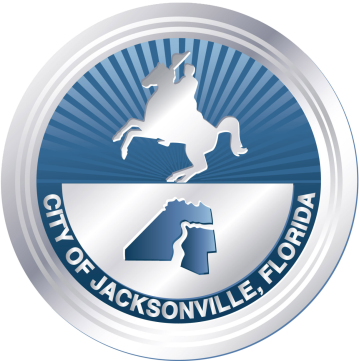 CITY OF JACKSONVILLE, FLORIDA